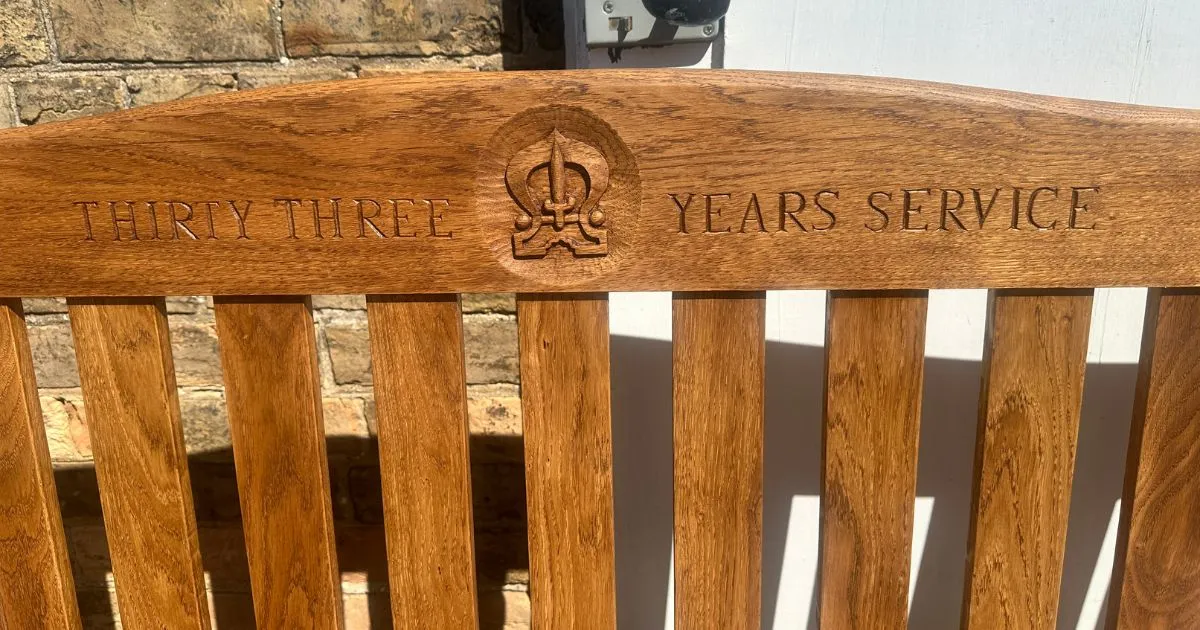 THIRTY THREE YEARS SERVICE